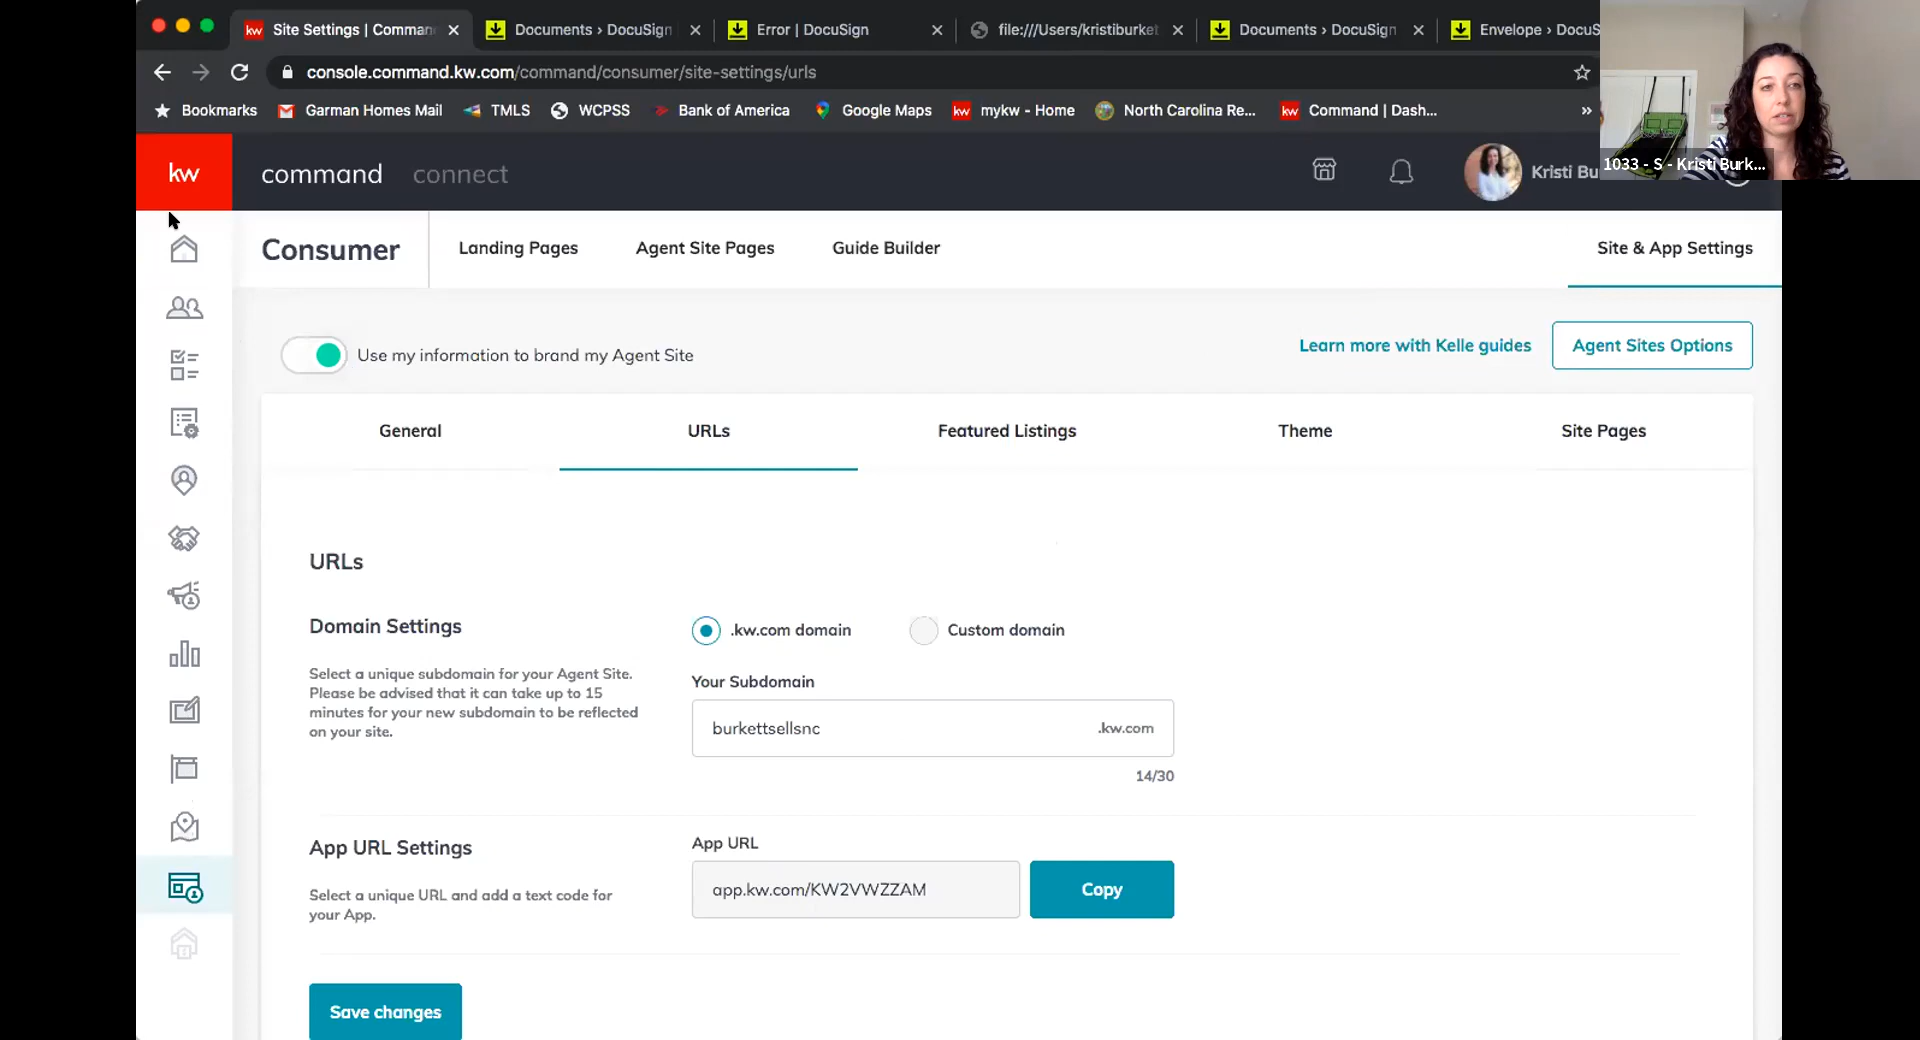 Site Settings | Comman
Documents › DocuSign
Error | DocuSign
file:///Users/kristiburket
Documents › DocuSign
Envelope › DocuS
console.command.kw.com/command/consumer/site-settings/urls
Bookmarks
Garman Homes Mail
TMLS
WCPSS
Bank of America
Google Maps
mykw - Home
North Carolina Re...
Command | Dash...
»
1033 - S - Kristi Burk...
kw
command
connect
Kristi Bu
Consumer
Landing Pages
Agent Site Pages
Guide Builder
Site & App Settings
Use my information to brand my Agent Site
Learn more with Kelle guides
Agent Sites Options
General
URLs
Featured Listings
Theme
Site Pages
URLs
Domain Settings
Select a unique subdomain for your Agent Site.
Please be advised that it can take up to 15
minutes for your new subdomain to be reflected
on your site.
.kw.com domain
Custom domain
Your Subdomain
burkettsellsnc
.kw.com
14/30
App URL Settings
Select a unique URL and add a text code for
your App.
App URL
app.kw.com/KW2VWZZAM
Copy
Save changes